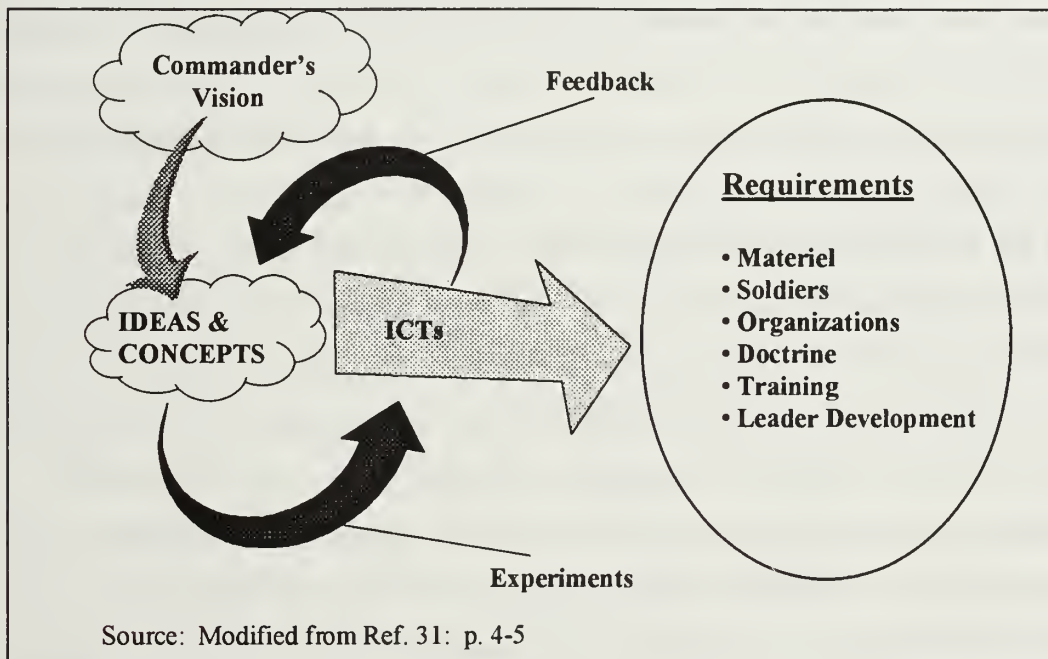 Commander's
Vision
Feedback
Requirements
IDEAS &
CONCEPTS
ICTs
• Materiel
• Soldiers
• Organizations
• Doctrine
• Training
• Leader Development
Experiments
Source: Modified from Ref. 31: p. 4-5